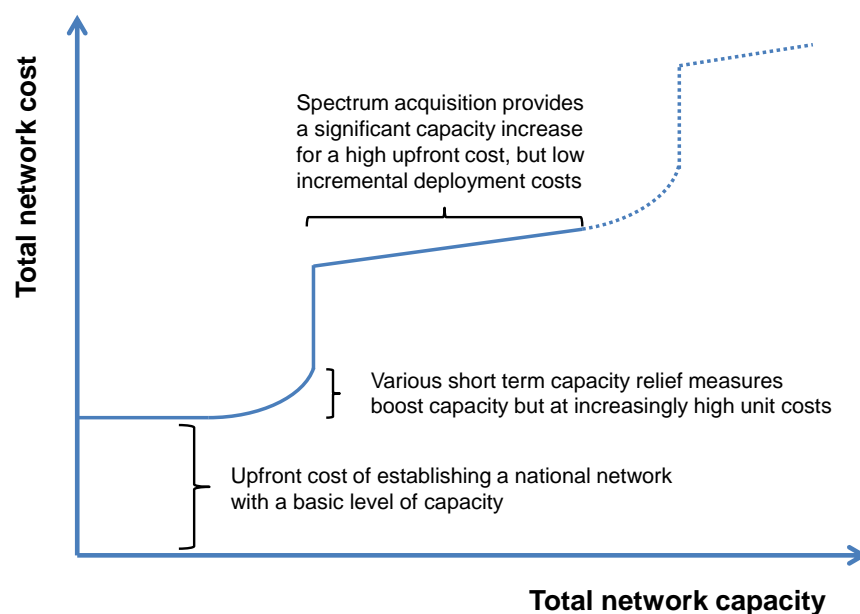 Total network cost
Spectrum acquisition provides
a significant capacity increase
for a high upfront cost, but low
incremental deployment costs
Various short term capacity relief measures
boost capacity but at increasingly high unit costs
Upfront cost of establishing a national network
with a basic level of capacity
Total network capacity